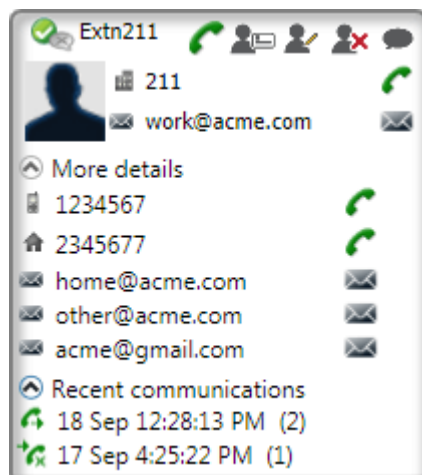 Extn211
211
work@acme.com
More details
1234567
2345677
home@acme.com
other@acme.com
acme@gmail.com
Recent communications
18 Sep 12:28:13 PM (2)
17 Sep 4:25:22 PM (1)